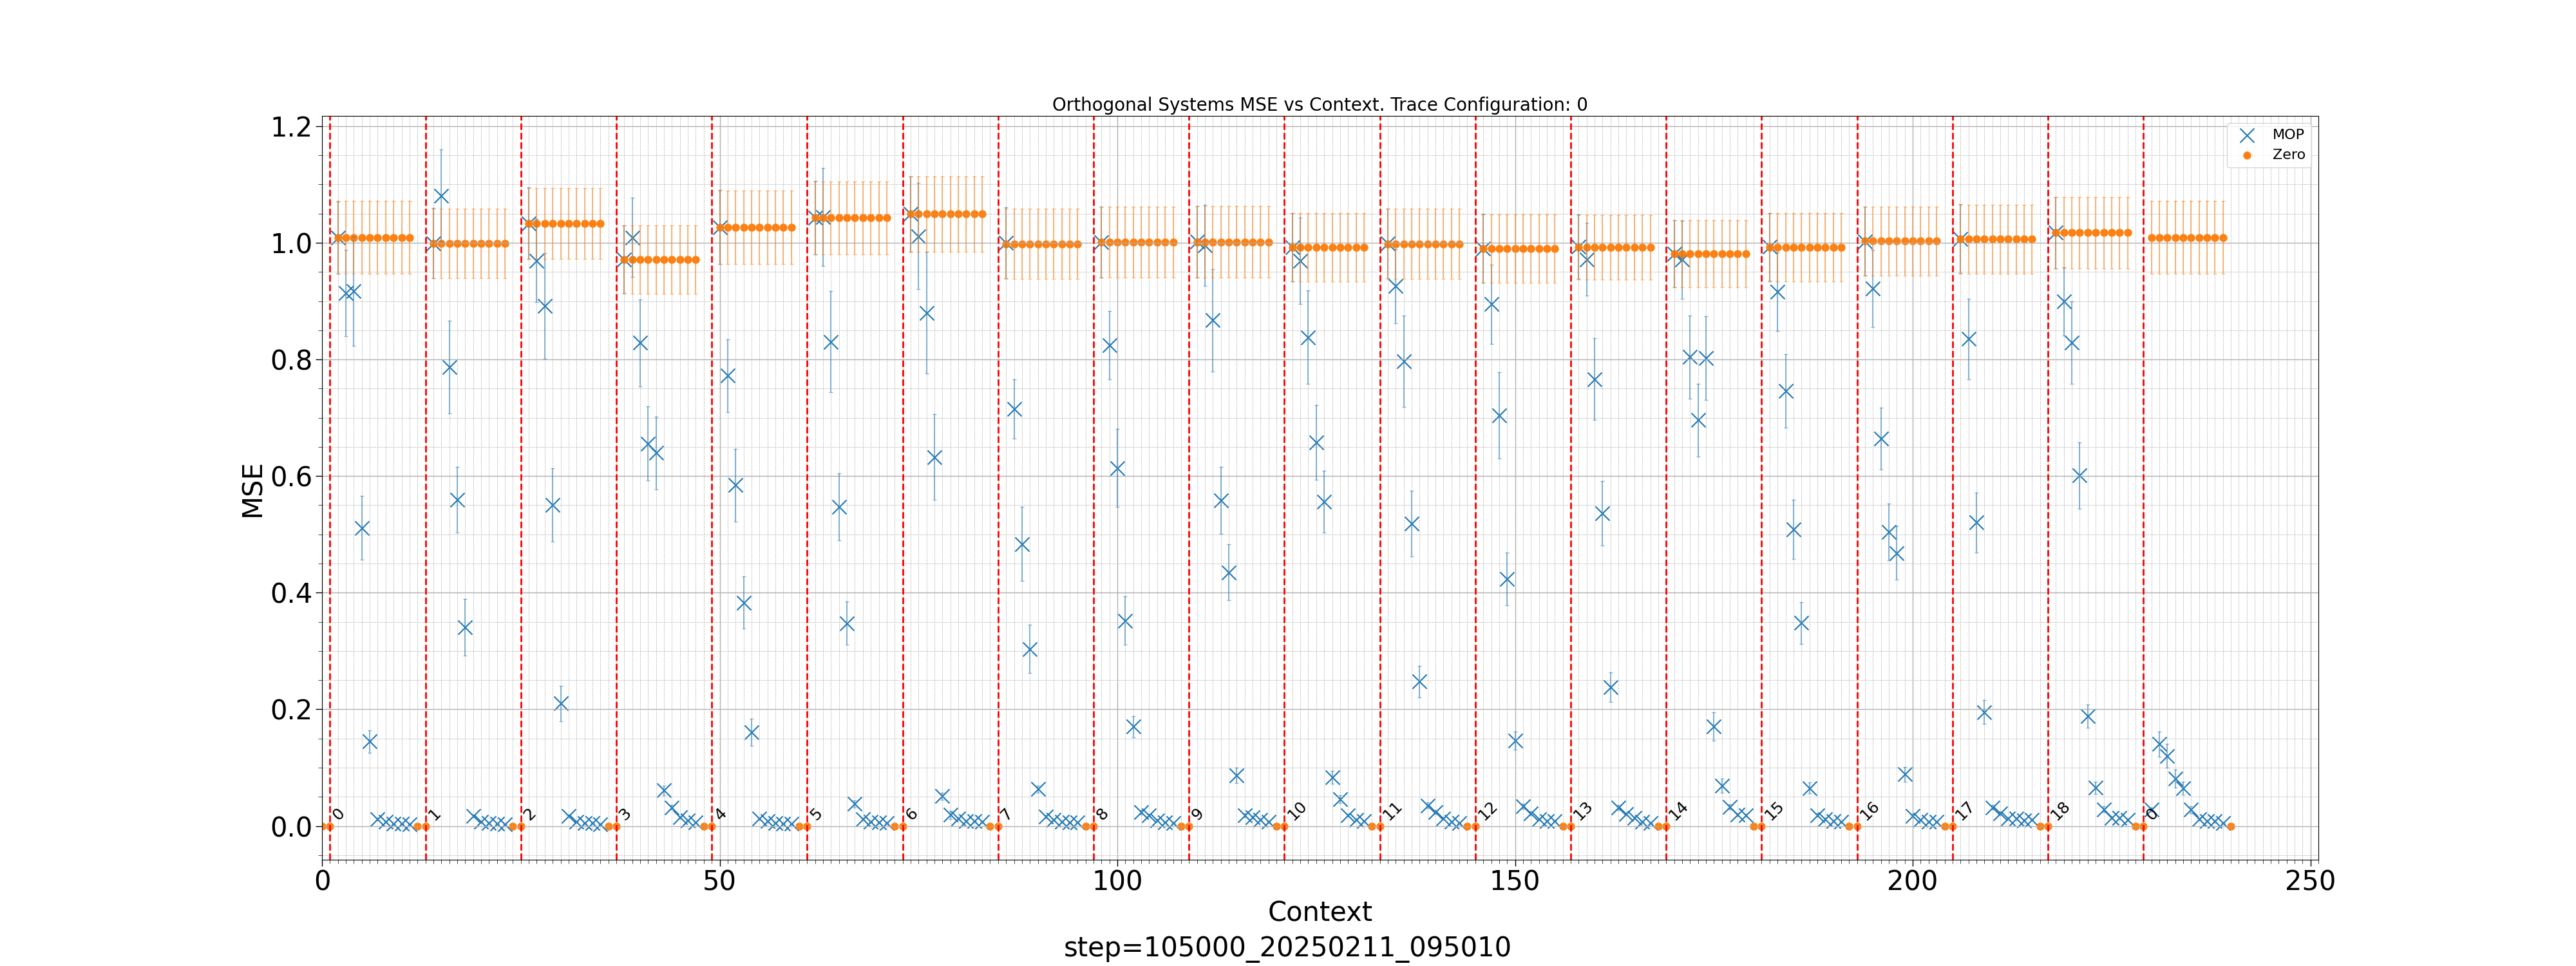 Orthogonal Systems MSE vs Context. Trace Configuration: 0
MOP
Zero
MSE
1.2
1.0
0.8
0.6
0.4
0.2
0.0
0 1 2 3 4 5 6 7 8 9 10 11 12 13 14 15 16 17 18 0
0 50 100 150 200 250
Context
step=105000_20250211_095010